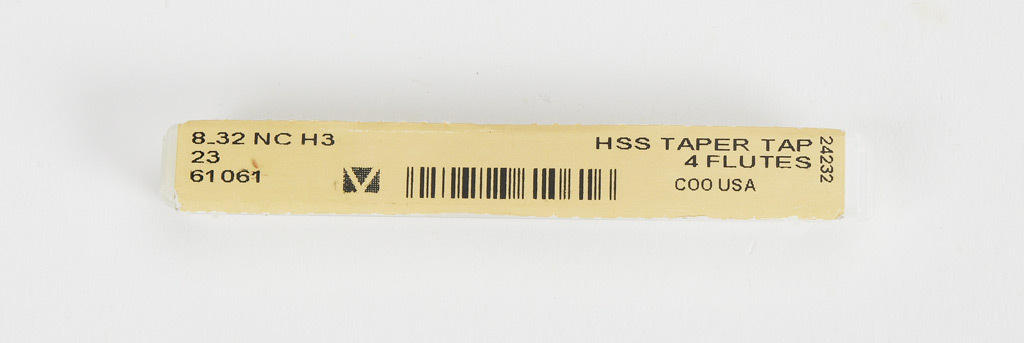 8-32 NC H3
23
61061
HSS TAPER TAP
4 FLUTES
COO USA
24232